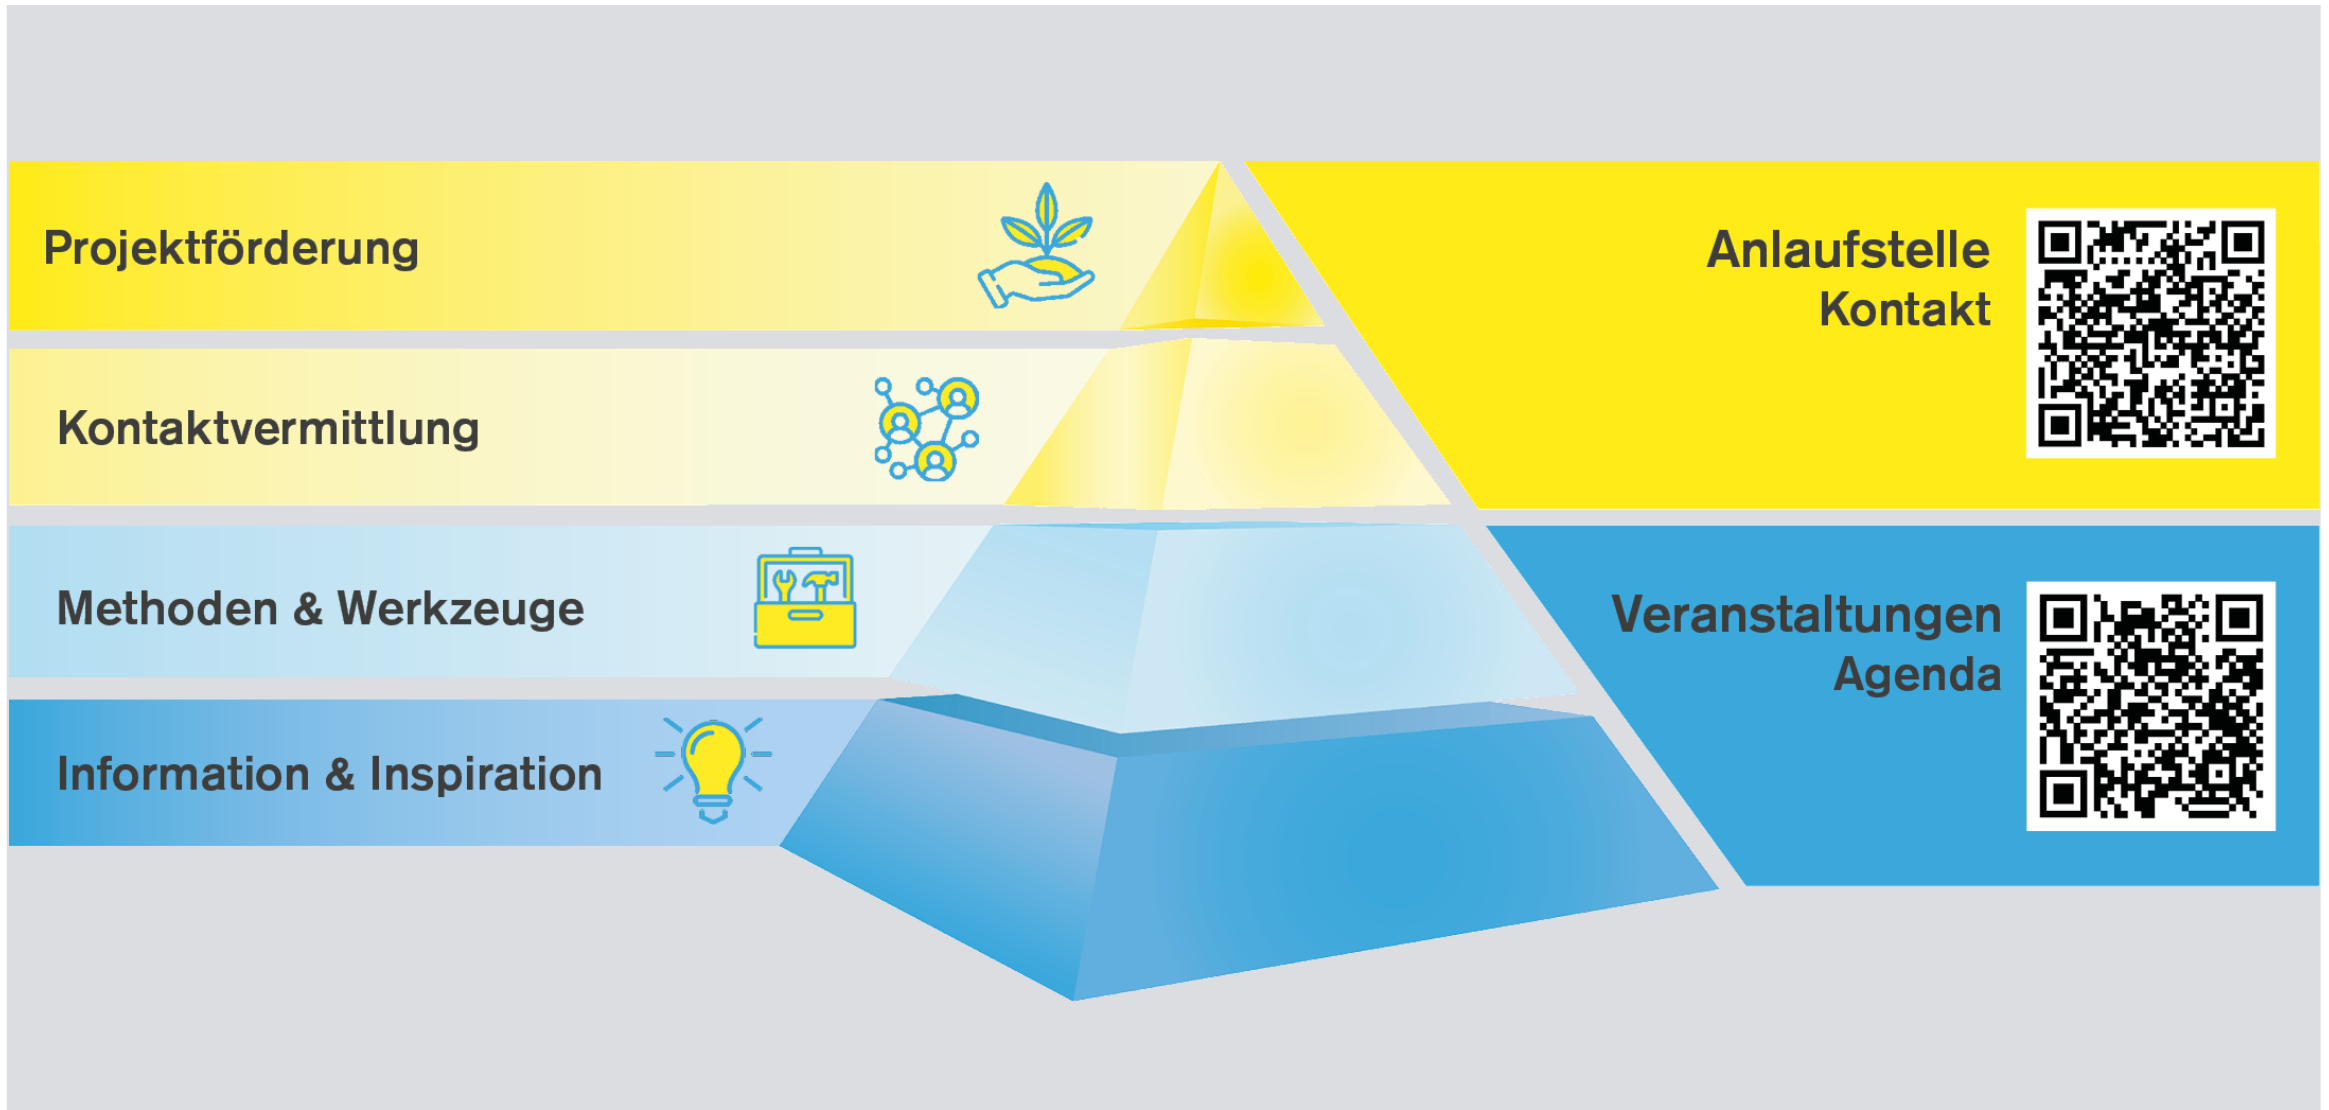 Projektförderung
Kontaktvermittlung
Methoden & Werkzeuge
Information & Inspiration
Anlaufstelle
Kontakt
Veranstaltungen
Agenda